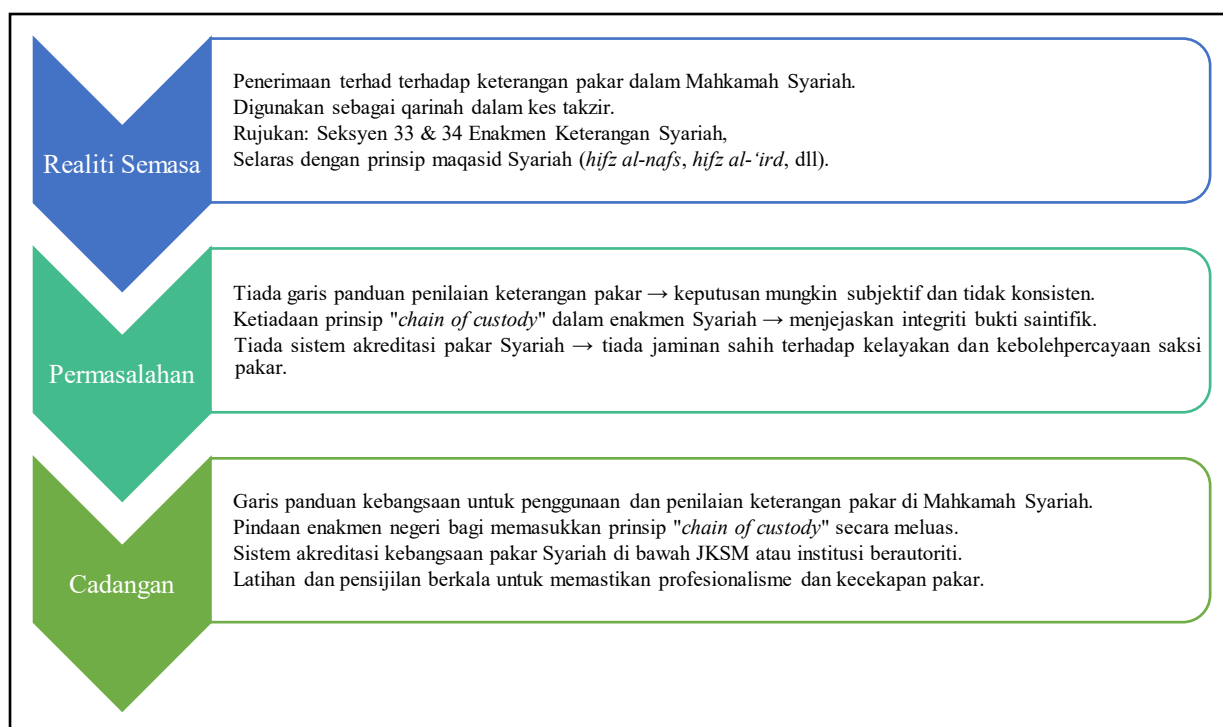 Realiti Semasa
Penerimaan terhad terhadap keterangan pakar dalam Mahkamah Syariah.
Digunakan sebagai qarinah dalam kes takzir.
Rujukan: Seksyen 33 & 34 Enakmen Keterangan Syariah,
Selaras dengan prinsip maqasid Syariah (hifz al-nafs, hifz al-‘ird, dll).
Permasalahan
Tiada garis panduan penilaian keterangan pakar → keputusan mungkin subjektif dan tidak konsisten.
Ketiadaan prinsip "chain of custody" dalam enakmen Syariah → menjejaskan integriti bukti saintifik.
Tiada sistem akreditasi pakar Syariah → tiada jaminan sahih terhadap kelayakan dan kebolehpercayaan saksi
pakar.
Cadangan
Garis panduan kebangsaan untuk penggunaan dan penilaian keterangan pakar di Mahkamah Syariah.
Pindaan enakmen negeri bagi memasukkan prinsip "chain of custody" secara meluas.
Sistem akreditasi kebangsaan pakar Syariah di bawah JKSM atau institusi berautoriti.
Latihan dan pensijilan berkala untuk memastikan profesionalisme dan kecekapan pakar.